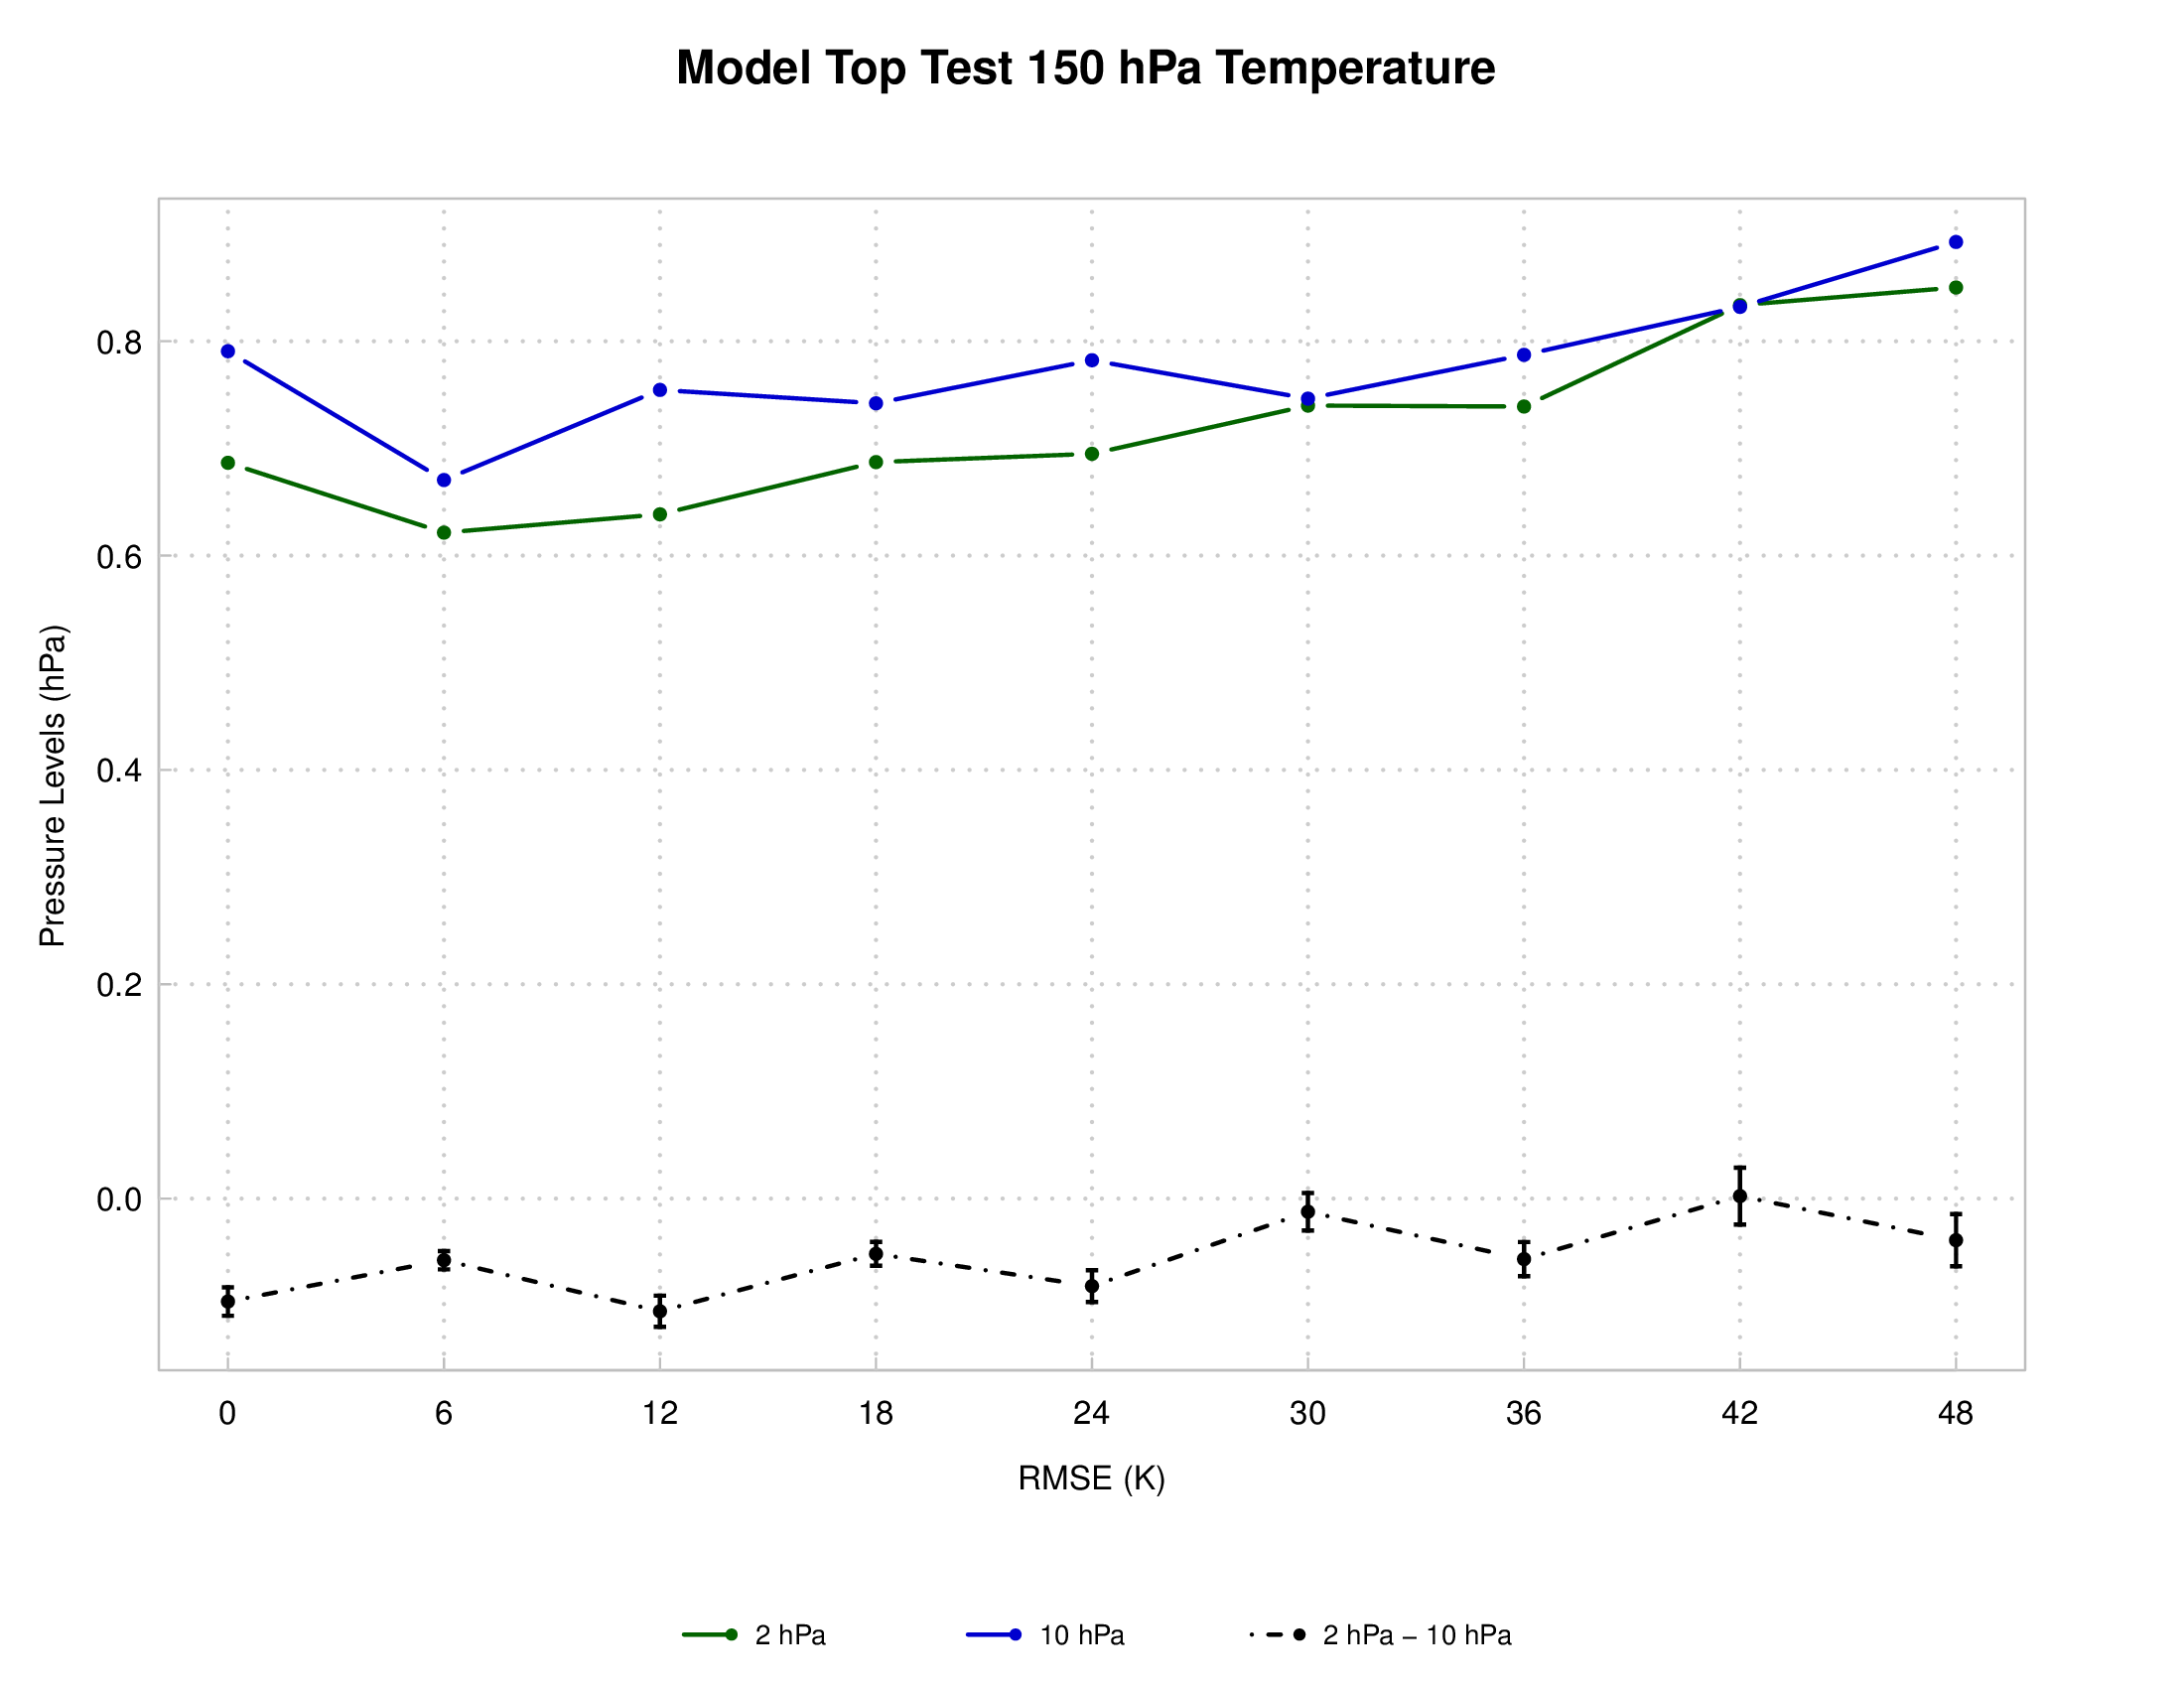 Model Top Test 150 hPa Temperature
0.8
0.6
0.4
0.2
0.0
Pressure Levels (hPa)
0 6 12 18 24 30 36 42 48
RMSE (K)
2 hPa 10 hPa 2 hPa − 10 hPa